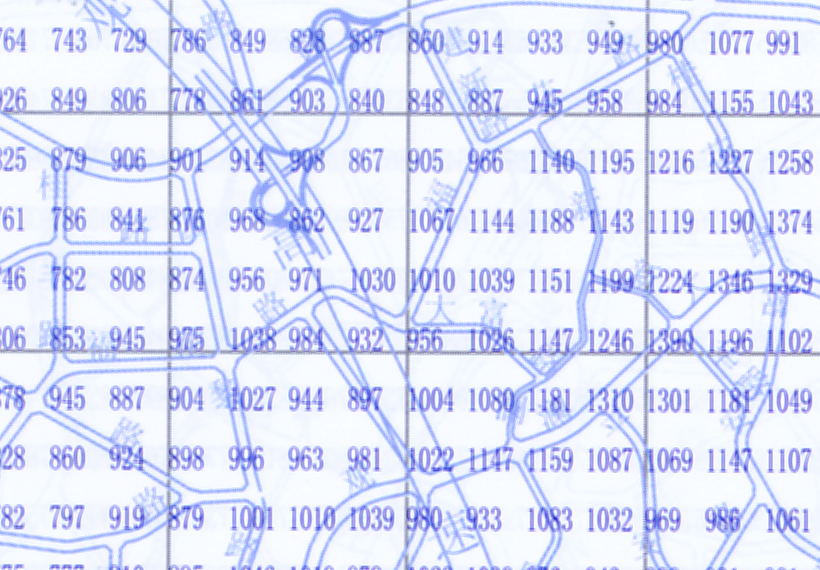 743 729 786 849 828 887 860 914 933 949 980 1077 991
849 806 778 861 903 840 848 887 945 958 984 1155 1043
879 906 901 914 908 867 905 966 1140 1195 1216 1227 1258
786 841 876 968 862 927 1067 1144 1188 1143 1119 1190 1374
782 808 874 956 971 1030 1010 1039 1151 1199 1224 1346 1329
853 945 975 1038 984 932 956 1026 1147 1246 1390 1196 1102
945 887 904 1027 944 897 1004 1080 1181 1310 1301 1181 1049
860 924 898 996 963 981 1022 1147 1159 1087 1069 1147 1107
797 919 879 1001 1010 1039 980 933 1083 1032 969 986 1061